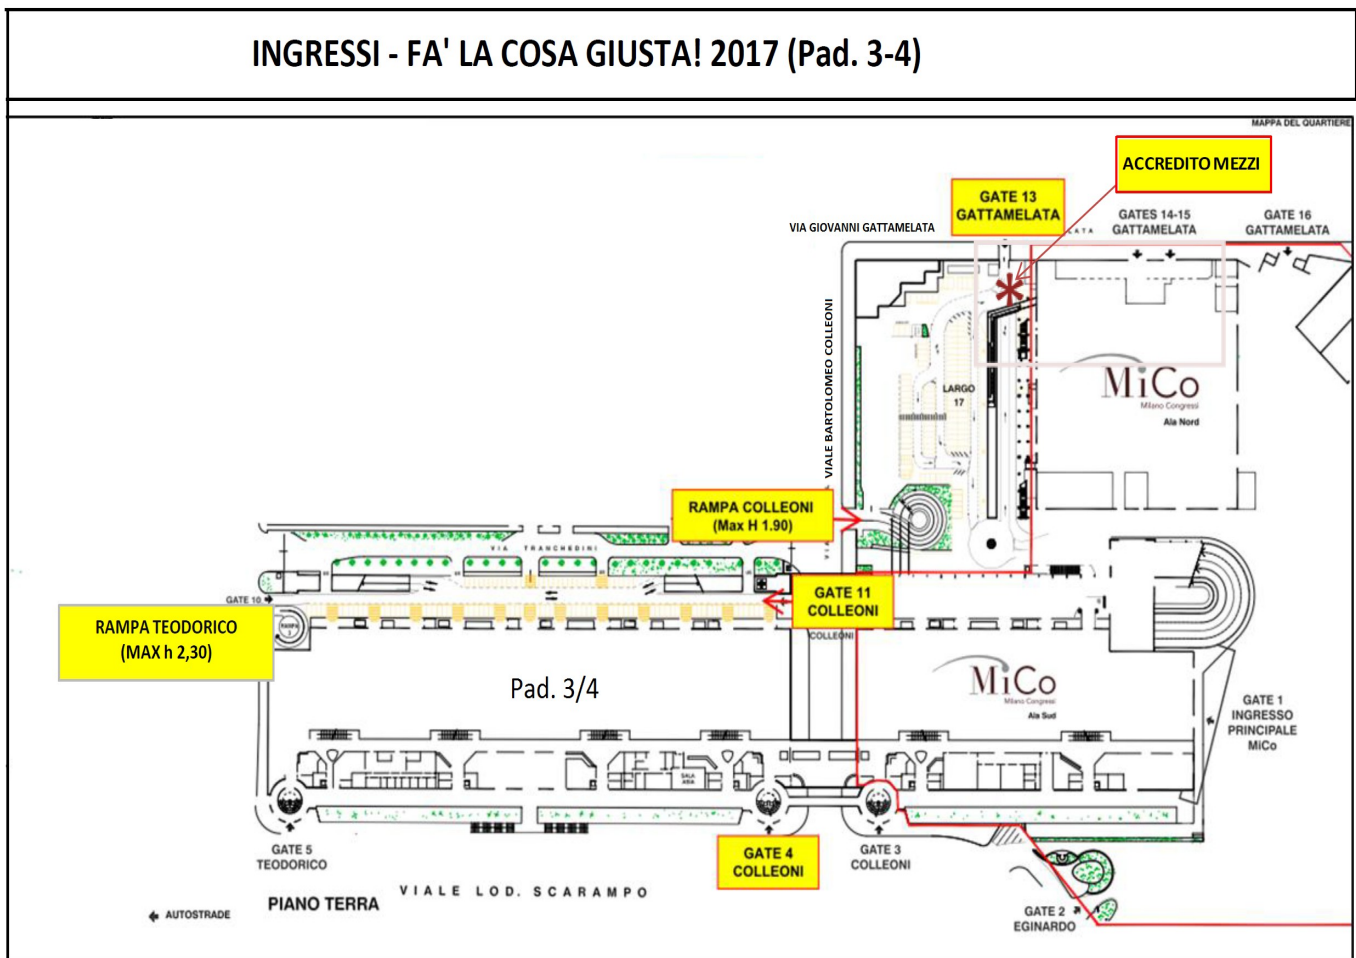 INGRESSI - FA' LA COSA GIUSTA! 2017 (Pad. 3-4)
MAPPA DEL QUARTIERE
ACCREDITO MEZZI
GATE 13
GATTAMELATA
VIA GIOVANNI GATTAMELATA
LATA
GATES 14-15
GATTAMELATA
GATE 16
GATTAMELATA
VIALE BARTOLOMEO COLLEONI
LARGO
17
MiCo
Milano Congressi
Ala Nord
RAMPA COLLEONI
(Max H 1.90)
VIA TRANCHEDINI
GATE 11
COLLEONI
COLLEONI
GATE 10
RAMPA TEODORICO
(MAX h 2,30)
RAMPA
Pad. 3/4
MiCo
Milano Congressi
Ala Sud
GATE 1
INGRESSO
PRINCIPALE
MiCo
SALA
ASIA
GATE 5
TEODORICO
GATE 4
COLLEONI
GATE 3
COLLEONI
VIALE LOD. SCARAMPO
PIANO TERRA
AUTOSTRADE
GATE 2
EGINARDO